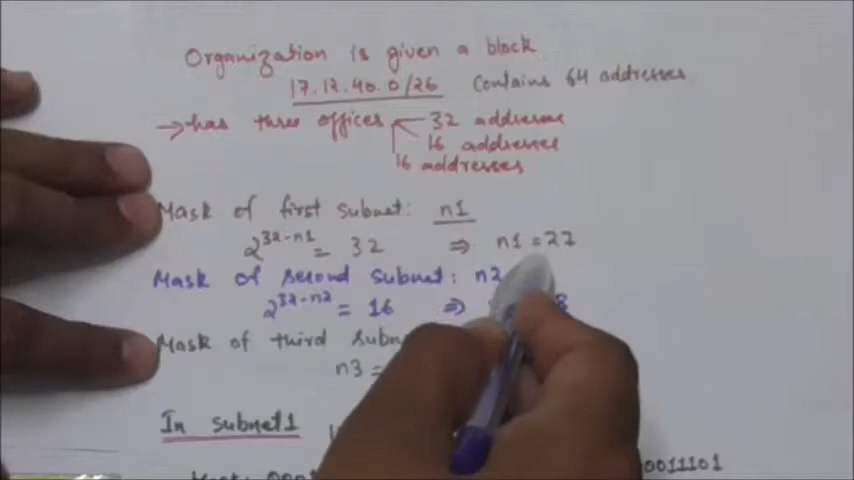 Organization is given a block
17.12.40.0/26 Contains 64 addresses
→ has three offices 32 addresses
16 addresses
16 addresses
Mask of first subnet: n1
2^32-n1 = 32 ⇒ n1 = 27
Mask of second subnet: n2
2^32-n2 = 16 ⇒ 8
Mask of third subn
n3 =
In subnet1
0011101